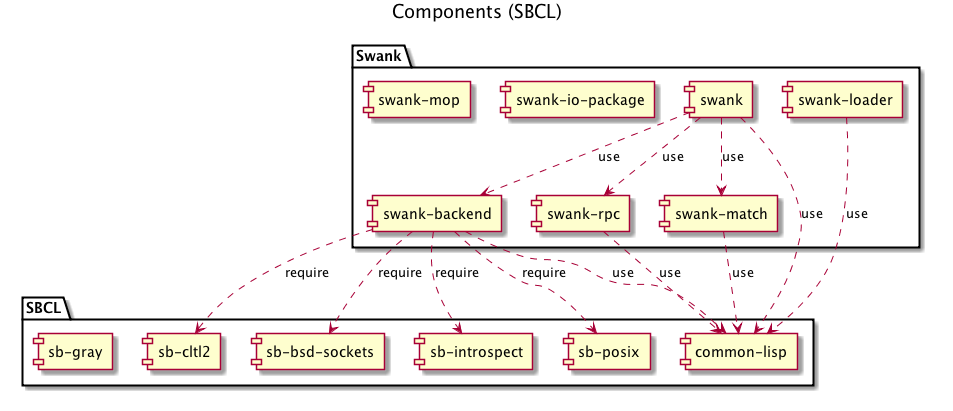 Components (SBCL)
Swank
swank-mop
swank-io-package
swank
swank-loader
use
use
use
swank-backend
swank-rpc
swank-match
use
use
require
require
require
require
use
use
use
SBCL
sb-gray
sb-cltl2
sb-bsd-sockets
sb-introspect
sb-posix
common-lisp